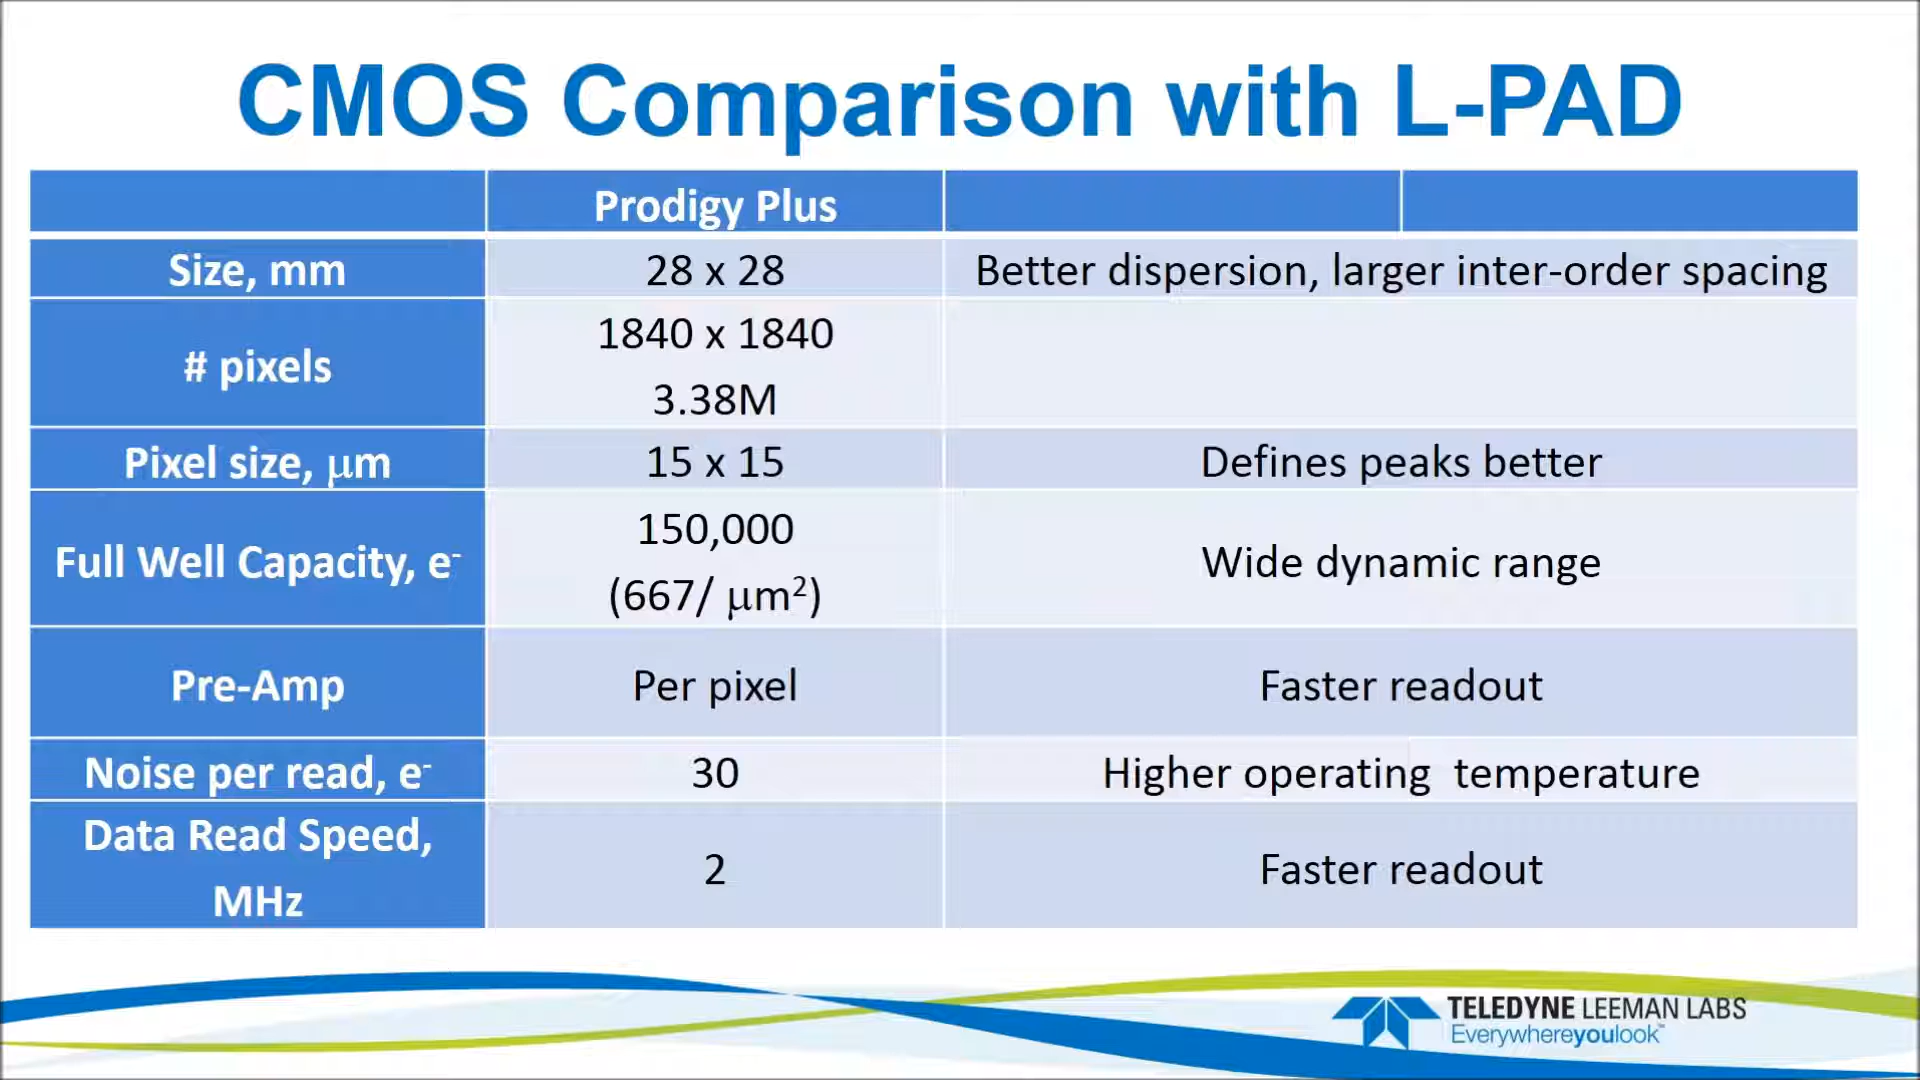 CMOS Comparison with L-PAD
Prodigy Plus
Size, mm
28 x 28
Better dispersion, larger inter-order spacing
# pixels
1840 x 1840
3.38M
Pixel size, μm
15 x 15
Defines peaks better
Full Well Capacity, e⁻
150,000
(667/ μm²)
Wide dynamic range
Pre-Amp
Per pixel
Faster readout
Noise per read, e⁻
30
Higher operating  temperature
Data Read Speed,
MHz
2
Faster readout
TELEDYNE LEEMAN LABS
Everywhereyoulook™